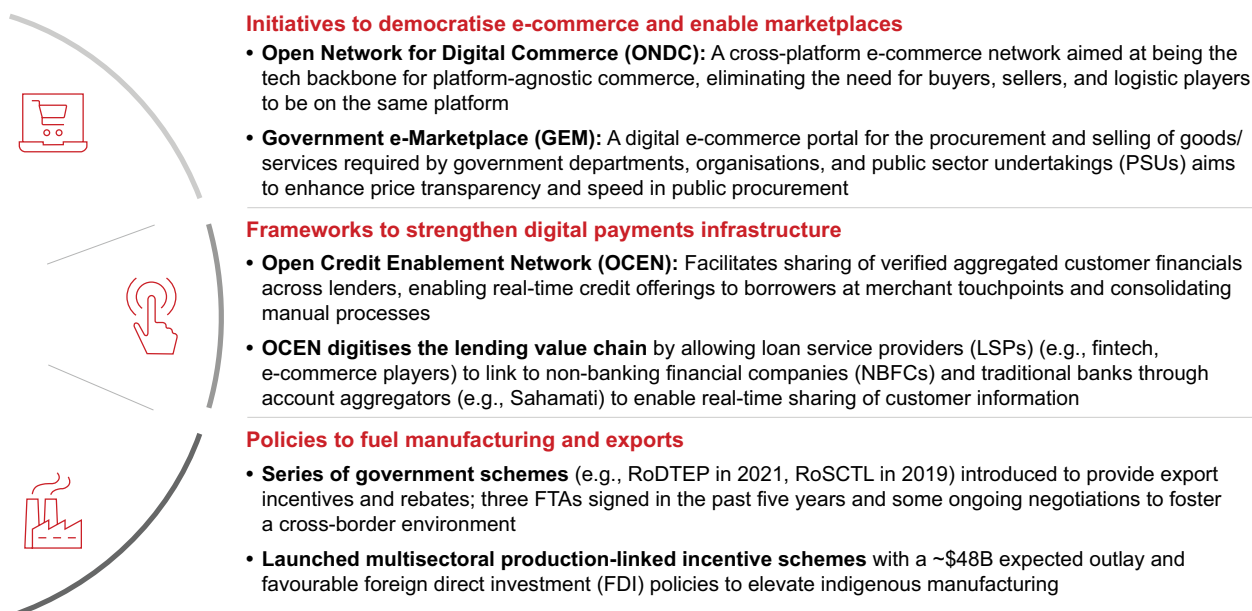 Initiatives to democratise e-commerce and enable marketplaces
• Open Network for Digital Commerce (ONDC): A cross-platform e-commerce network aimed at being the
tech backbone for platform-agnostic commerce, eliminating the need for buyers, sellers, and logistic players
to be on the same platform
• Government e-Marketplace (GEM): A digital e-commerce portal for the procurement and selling of goods/
services required by government departments, organisations, and public sector undertakings (PSUs) aims
to enhance price transparency and speed in public procurement
Frameworks to strengthen digital payments infrastructure
• Open Credit Enablement Network (OCEN): Facilitates sharing of verified aggregated customer financials
across lenders, enabling real-time credit offerings to borrowers at merchant touchpoints and consolidating
manual processes
• OCEN digitises the lending value chain by allowing loan service providers (LSPs) (e.g., fintech,
e-commerce players) to link to non-banking financial companies (NBFCs) and traditional banks through
account aggregators (e.g., Sahamati) to enable real-time sharing of customer information
Policies to fuel manufacturing and exports
• Series of government schemes (e.g., RoDTEP in 2021, RoSCTL in 2019) introduced to provide export
incentives and rebates; three FTAs signed in the past five years and some ongoing negotiations to foster
a cross-border environment
• Launched multisectoral production-linked incentive schemes with a ~$48B expected outlay and
favourable foreign direct investment (FDI) policies to elevate indigenous manufacturing